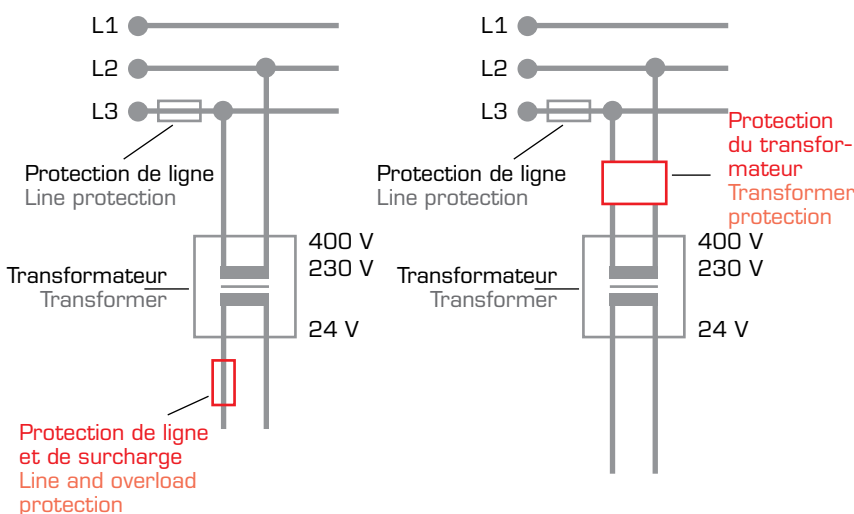 L1
L2
L3
Protection de ligne
Line protection
400 V
230 V
Transformateur
Transformer
24 V
Protection de ligne
et de surcharge
Line and overload
protection
L1
L2
L3
Protection
du transfor-
mateur
Transformer
protection
Protection de ligne
Line protection
400 V
230 V
Transformateur
Transformer
24 V